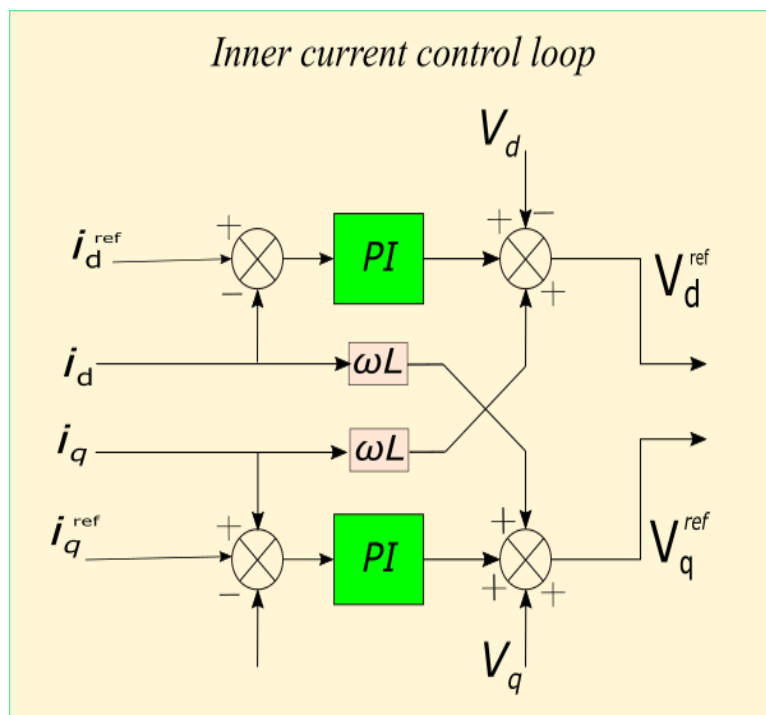 Inner current control loop
V_d
+ + −
i_d^ref PI V_d^ref
− +
i_d ωL
i_q ωL
+ +
i_q^ref PI V_q^ref
− + +
V_q